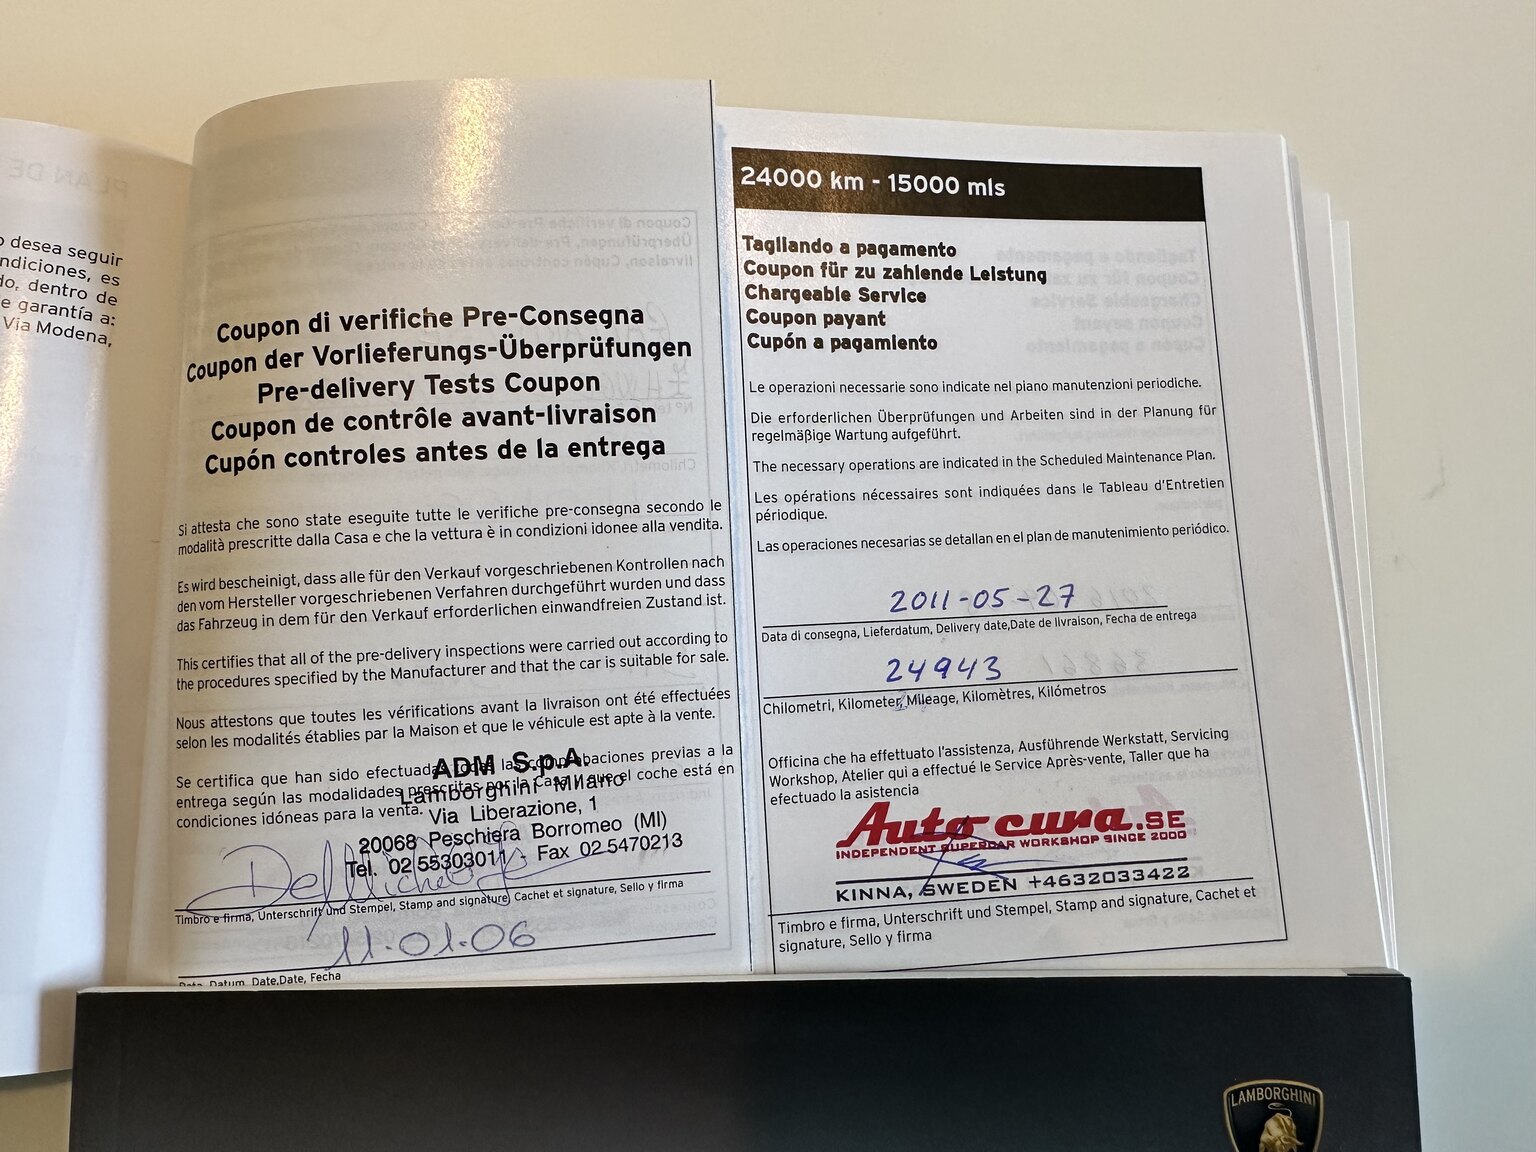 o desea seguir
ndiciones, es
do, dentro de
e garantía a:
Via Modena,
Coupon di verifiche Pre-Consegna
Coupon der Vorlieferungs-Überprüfungen
Pre-delivery Tests Coupon
Coupon de contrôle avant-livraison
Cupón controles antes de la entrega
Si attesta che sono state eseguite tutte le verifiche pre-consegna secondo le
modalità prescritte dalla Casa e che la vettura è in condizioni idonee alla vendita.
Es wird bescheinigt, dass alle für den Verkauf vorgeschriebenen Kontrollen nach
den vom Hersteller vorgeschriebenen Verfahren durchgeführt wurden und dass
das Fahrzeug in dem für den Verkauf erforderlichen einwandfreien Zustand ist.
This certifies that all of the pre-delivery inspections were carried out according to
the procedures specified by the Manufacturer and that the car is suitable for sale.
Nous attestons que toutes les vérifications avant la livraison ont été effectuées
selon les modalités établies par la Maison et que le véhicule est apte à la vente.
Se certifica que han sido efectuadas todas las comprobaciones previas a la
entrega según las modalidades prescritas por la Casa y que el coche está en
condiciones idóneas para la venta.
ADM S.p.A.
Lamborghini Milano
Via Liberazione, 1
20068 Peschiera Borromeo (MI)
Tel. 02 55303011 - Fax 02 5470213
Timbro e firma, Unterschrift und Stempel, Stamp and signature, Cachet et signature, Sello y firma
11.01.06
Data, Datum, Date,Date, Fecha
24000 km - 15000 mls
Tagliando a pagamento
Coupon für zu zahlende Leistung
Chargeable Service
Coupon payant
Cupón a pagamiento
Le operazioni necessarie sono indicate nel piano manutenzioni periodiche.
Die erforderlichen Überprüfungen und Arbeiten sind in der Planung für
regelmäßige Wartung aufgeführt.
The necessary operations are indicated in the Scheduled Maintenance Plan.
Les opérations nécessaires sont indiquées dans le Tableau d'Entretien
périodique.
Las operaciones necesarias se detallan en el plan de manutenimiento periódico.
2011-05-27
Data di consegna, Lieferdatum, Delivery date,Date de livraison, Fecha de entrega
24943
Chilometri, Kilometer, Mileage, Kilomètres, Kilómetros
Officina che ha effettuato l'assistenza, Ausführende Werkstatt, Servicing
Workshop, Atelier qui a effectué le Service Après-vente, Taller que ha
efectuado la asistencia
Autocura.SE
INDEPENDENT SUPERCAR WORKSHOP SINCE 2000
KINNA, SWEDEN +4632033422
Timbro e firma, Unterschrift und Stempel, Stamp and signature, Cachet et
signature, Sello y firma
LAMBORGHINI